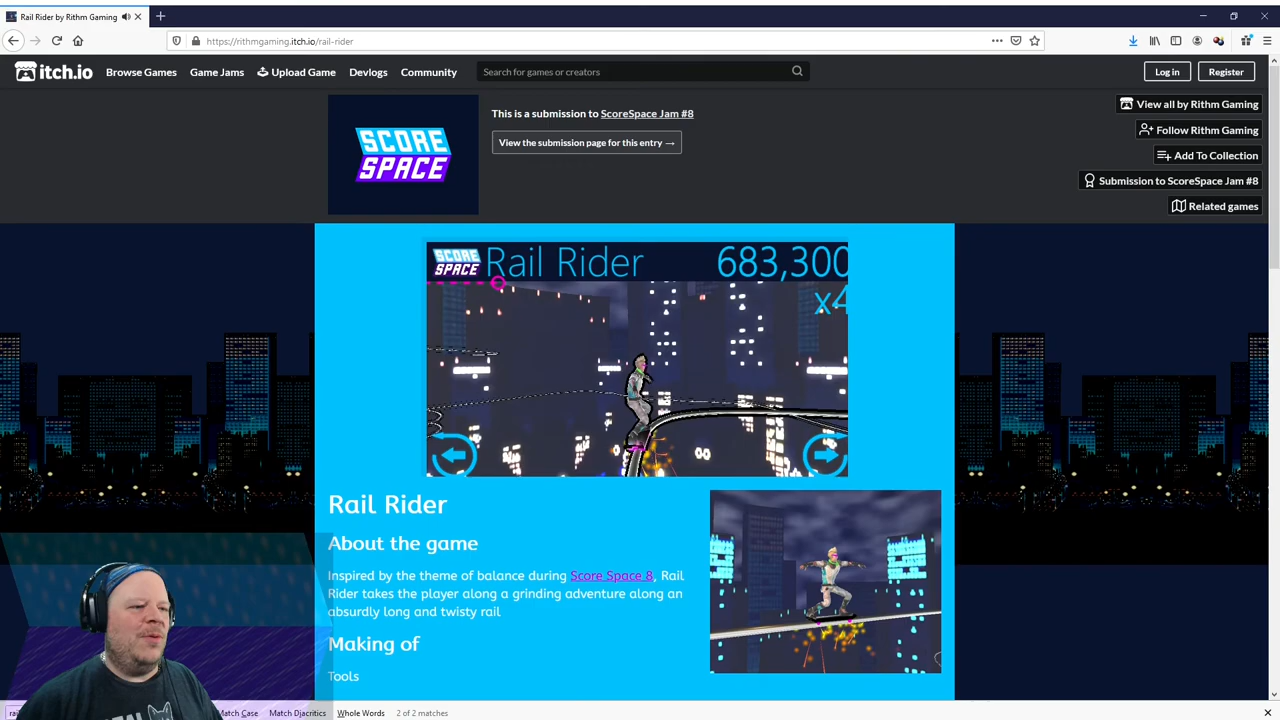 Rail Rider by Rithm Gaming
https://rithmgaming.itch.io/rail-rider
itch.io
Browse Games
Game Jams
Upload Game
Devlogs
Community
Search for games or creators
Log in
Register
SCORE
SPACE
This is a submission to ScoreSpace Jam #8
View the submission page for this entry →
View all by Rithm Gaming
Follow Rithm Gaming
Add To Collection
Submission to ScoreSpace Jam #8
Related games
SCORE
SPACE
Rail Rider
683,300
x4
Rail Rider
About the game
Inspired by the theme of balance during Score Space 8, Rail
Rider takes the player along a grinding adventure along an
absurdly long and twisty rail
Making of
Tools
Match Case
Match Diacritics
Whole Words
2 of 2 matches